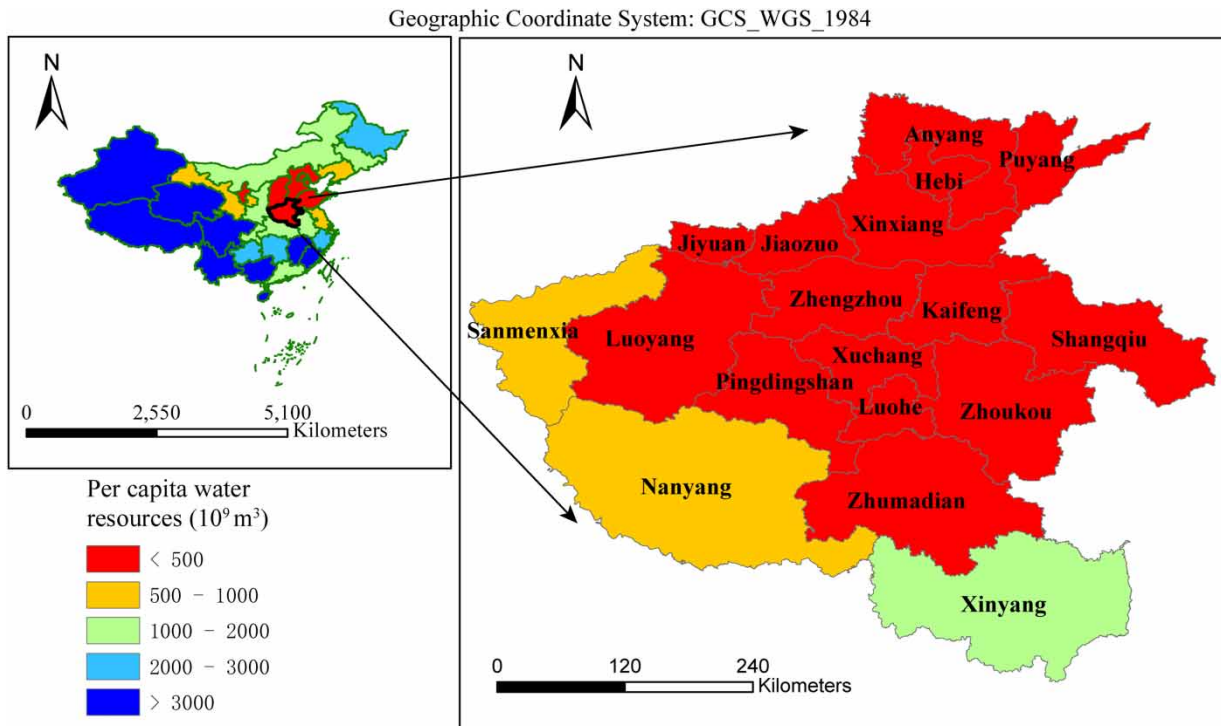 Geographic Coordinate System: GCS_WGS_1984
N
0 2,550 5,100
Kilometers
Per capita water
resources (10⁹ m³)
< 500
500 - 1000
1000 - 2000
2000 - 3000
> 3000
N
Anyang
Puyang
Hebi
Xinxiang
Jiyuan
Jiaozuo
Zhengzhou
Kaifeng
Sanmenxia
Luoyang
Shangqiu
Xuchang
Pingdingshan
Luohe
Zhoukou
Nanyang
Zhumadian
Xinyang
0 120 240
Kilometers